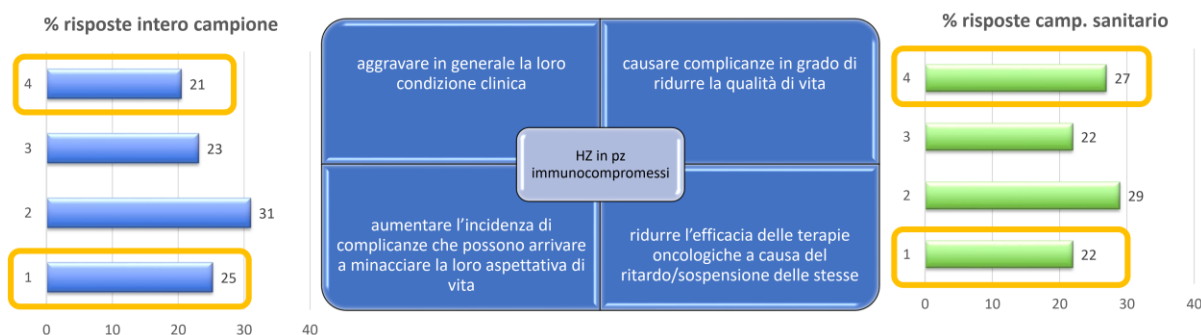 % risposte intero campione
4
21
3
23
2
31
1
25
0
10
20
30
40
aggravare in generale la loro
condizione clinica
causare complicanze in grado di
ridurre la qualità di vita
HZ in pz
immunocompromessi
aumentare l'incidenza di
complicanze che possono arrivare
a minacciare la loro aspettativa di
vita
ridurre l'efficacia delle terapie
oncologiche a causa del
ritardo/sospensione delle stesse
% risposte camp. sanitario
4
27
3
22
2
29
1
22
0
10
20
30
40